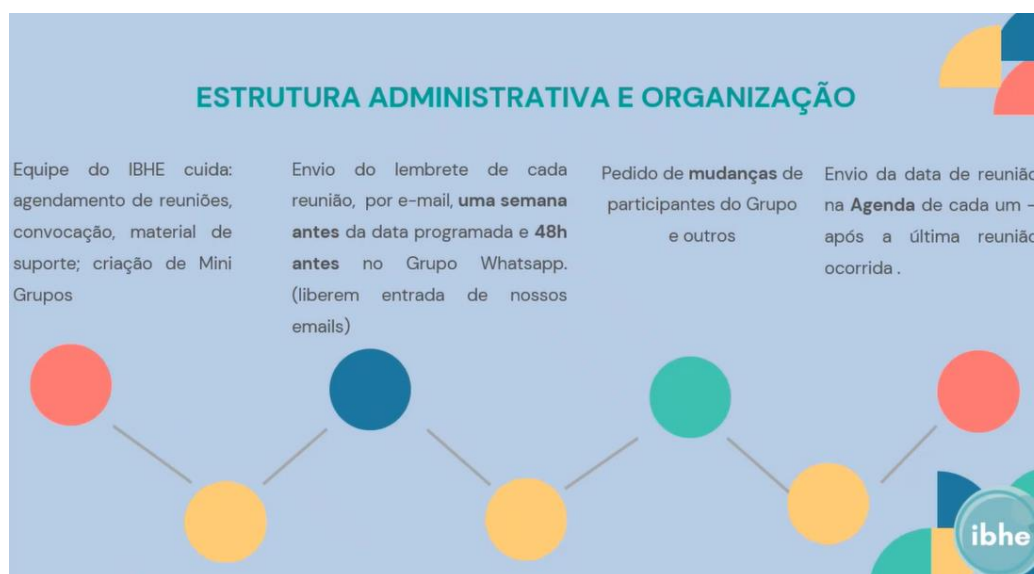 ESTRUTURA ADMINISTRATIVA E ORGANIZAÇÃO
Equipe do IBHE cuida:
agendamento de reuniões,
convocação, material de
suporte; criação de Mini
Grupos
Envio do lembrete de cada
reunião, por e-mail, uma semana
antes da data programada e 48h
antes no Grupo Whatsapp.
(liberem entrada de nossos
emails)
Pedido de mudanças de
participantes do Grupo
e outros
Envio da data de reunião
na Agenda de cada um –
após a última reunião
ocorrida .
ibhe